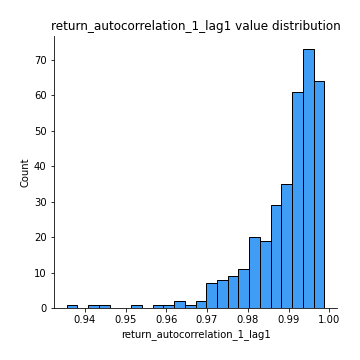 return_autocorrelation_1_lag1 value distribution
70
60
50
40
30
20
10
0
Count
0.94 0.95 0.96 0.97 0.98 0.99 1.00
return_autocorrelation_1_lag1